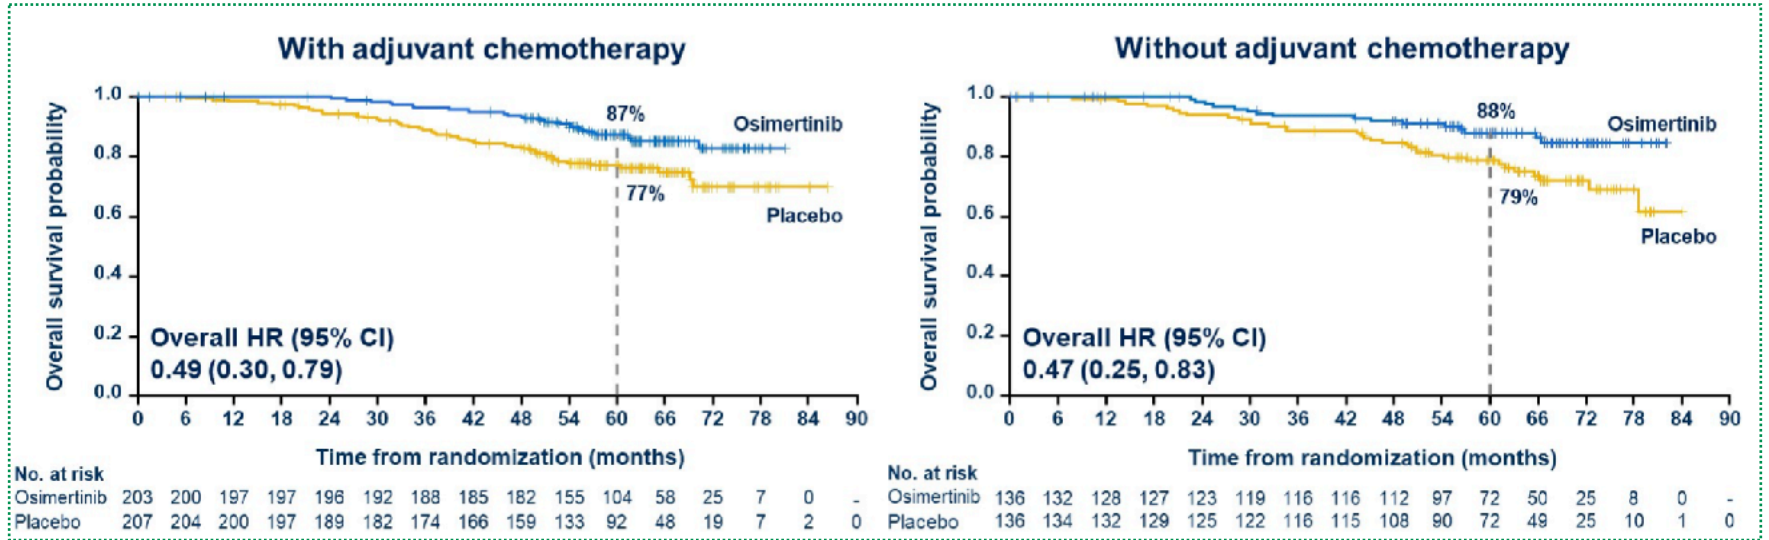 With adjuvant chemotherapy
Overall survival probability
1.0
0.8
0.6
0.4
0.2
0.0
87%
77%
Osimertinib
Placebo
Overall HR (95% CI)
0.49 (0.30, 0.79)
0 6 12 18 24 30 36 42 48 54 60 66 72 78 84 90
Time from randomization (months)
No. at risk
Osimertinib 203 200 197 197 196 192 188 185 182 155 104 58 25 7 0 -
Placebo 207 204 200 197 189 182 174 166 159 133 92 48 19 7 2 0
Without adjuvant chemotherapy
Overall survival probability
1.0
0.8
0.6
0.4
0.2
0.0
88%
79%
Osimertinib
Placebo
Overall HR (95% CI)
0.47 (0.25, 0.83)
0 6 12 18 24 30 36 42 48 54 60 66 72 78 84 90
Time from randomization (months)
No. at risk
Osimertinib 136 132 128 127 123 119 116 116 112 97 72 50 25 8 0 -
Placebo 136 134 132 129 125 122 116 115 108 90 72 49 25 10 1 0